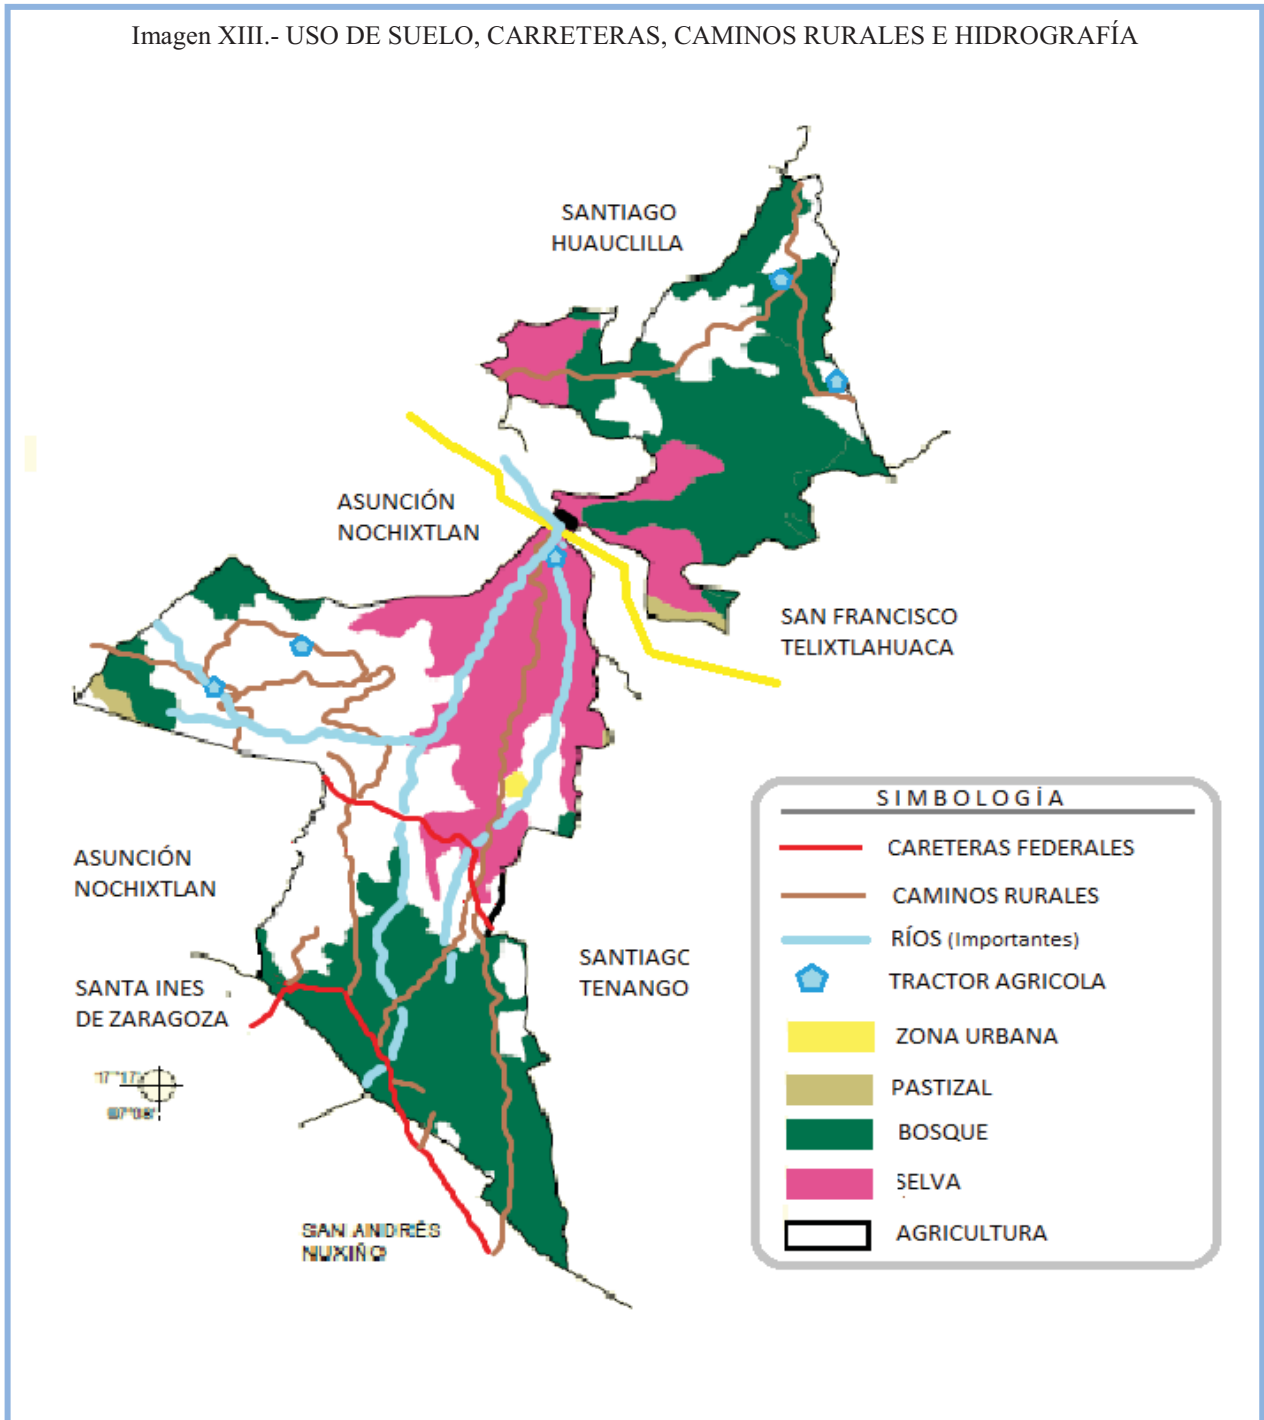 Imagen XIII.- USO DE SUELO, CARRETERAS, CAMINOS RURALES E HIDROGRAFÍA
SANTIAGO
HUAUCLILLA
ASUNCIÓN
NOCHIXTLAN
SAN FRANCISCO
TELIXTLAHUACA
SIMBOLOGÍA
CARETERAS FEDERALES
CAMINOS RURALES
RÍOS (Importantes)
TRACTOR AGRICOLA
ZONA URBANA
PASTIZAL
BOSQUE
SELVA
AGRICULTURA
ASUNCIÓN
NOCHIXTLAN
SANTIAGC
TENANGO
SANTA INES
DE ZARAGOZA
17°17'
SAN ANDRÉS
NUXIÑO